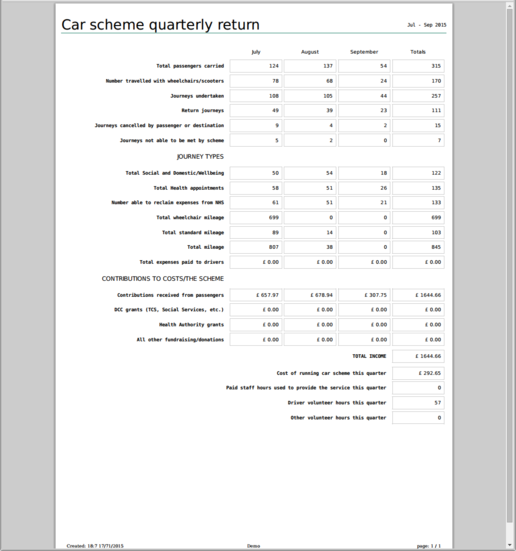 Car scheme quarterly return
Jul - Sep 2015
July August September Totals
Total passengers carried 124 137 54 315
Number travelled with wheelchairs/scooters 78 68 24 170
Journeys undertaken 108 105 44 257
Return journeys 49 39 23 111
Journeys cancelled by passenger or destination 9 4 2 15
Journeys not able to be met by scheme 5 2 0 7
JOURNEY TYPES
Total Social and Domestic/Wellbeing 50 54 18 122
Total Health appointments 58 51 26 135
Number able to reclaim expenses from NHS 61 51 21 133
Total wheelchair mileage 699 0 0 699
Total standard mileage 89 14 0 103
Total mileage 807 38 0 845
Total expenses paid to drivers £ 0.00 £ 0.00 £ 0.00 £ 0.00
CONTRIBUTIONS TO COSTS/THE SCHEME
Contributions received from passengers £ 657.97 £ 678.94 £ 307.75 £ 1644.66
DCC grants (TCS, Social Services, etc.) £ 0.00 £ 0.00 £ 0.00 £ 0.00
Health Authority grants £ 0.00 £ 0.00 £ 0.00 £ 0.00
All other fundraising/donations £ 0.00 £ 0.00 £ 0.00 £ 0.00
TOTAL INCOME £ 1644.66
Cost of running car scheme this quarter £ 292.65
Paid staff hours used to provide the service this quarter 0
Driver volunteer hours this quarter 57
Other volunteer hours this quarter 0
Created: 18:7 17/71/2015 Demo page: 1 / 1